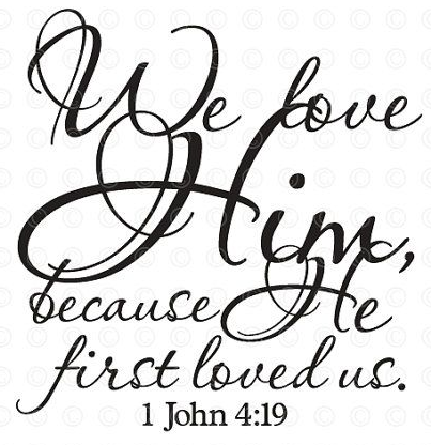 We love
Him,
because He
first loved us.
1 John 4:19